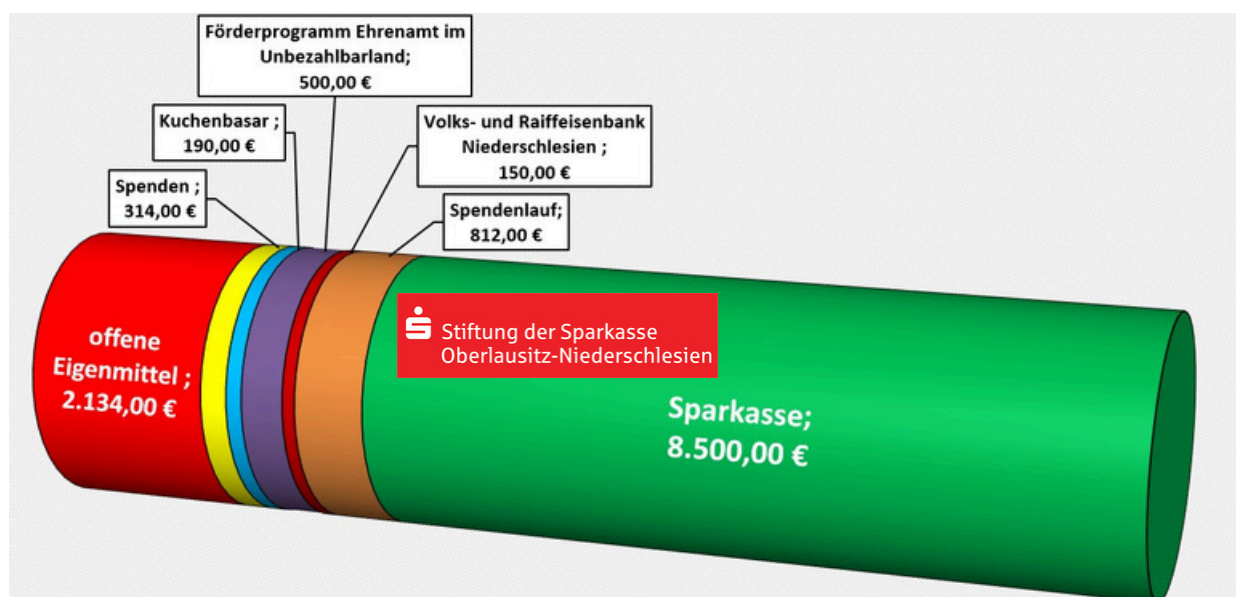 Förderprogramm Ehrenamt im
Unbezahlbarland;
500,00 €
Kuchenbasar ;
190,00 €
Volks- und Raiffeisenbank
Niederschlesien ;
150,00 €
Spenden ;
314,00 €
Spendenlauf;
812,00 €
offene
Eigenmittel ;
2.134,00 €
Stiftung der Sparkasse
Oberlausitz-Niederschlesien
Sparkasse;
8.500,00 €